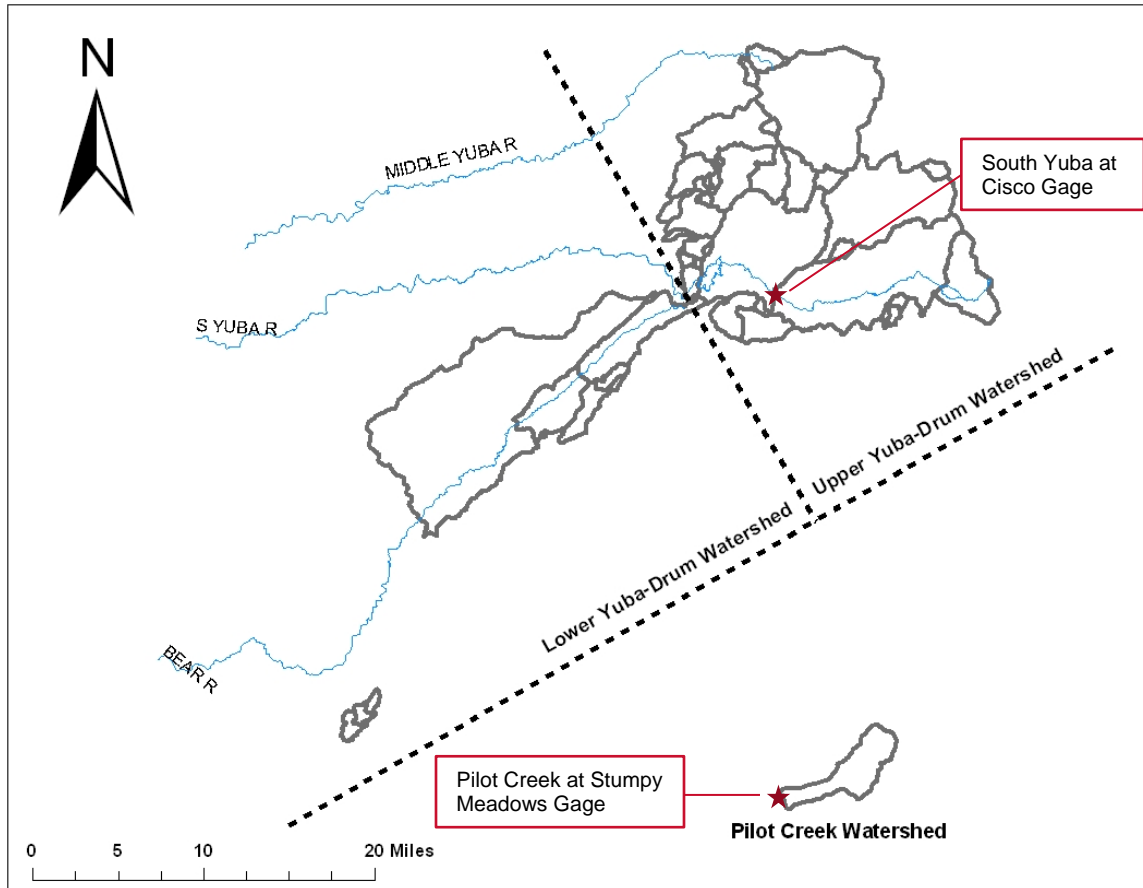 N
MIDDLE YUBA R
South Yuba at
Cisco Gage
S YUBA R
Upper Yuba-Drum Watershed
Lower Yuba-Drum Watershed
BEAR R
Pilot Creek at Stumpy
Meadows Gage
Pilot Creek Watershed
0 5 10 20 Miles